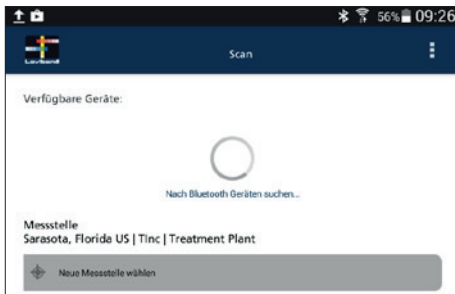 56% 09:26
Lovibond
Scan
Verfügbare Geräte:
Nach Bluetooth Geräten suchen...
Messstelle
Sarasota, Florida US | TInc | Treatment Plant
Neue Messstelle wählen